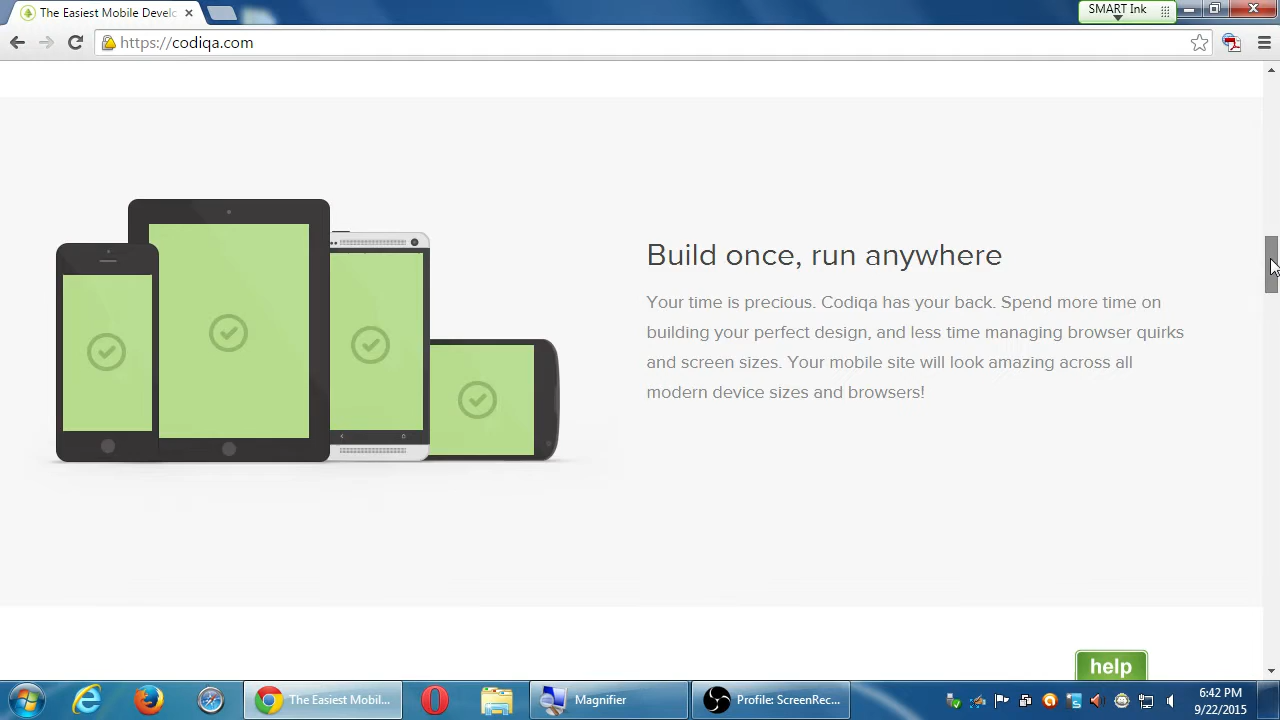 The Easiest Mobile Develc
SMART Ink
https://codiqa.com
Build once, run anywhere
Your time is precious. Codiqa has your back. Spend more time on
building your perfect design, and less time managing browser quirks
and screen sizes. Your mobile site will look amazing across all
modern device sizes and browsers!
help
The Easiest Mobil...
Magnifier
Profile: ScreenRec...
6:42 PM
9/22/2015